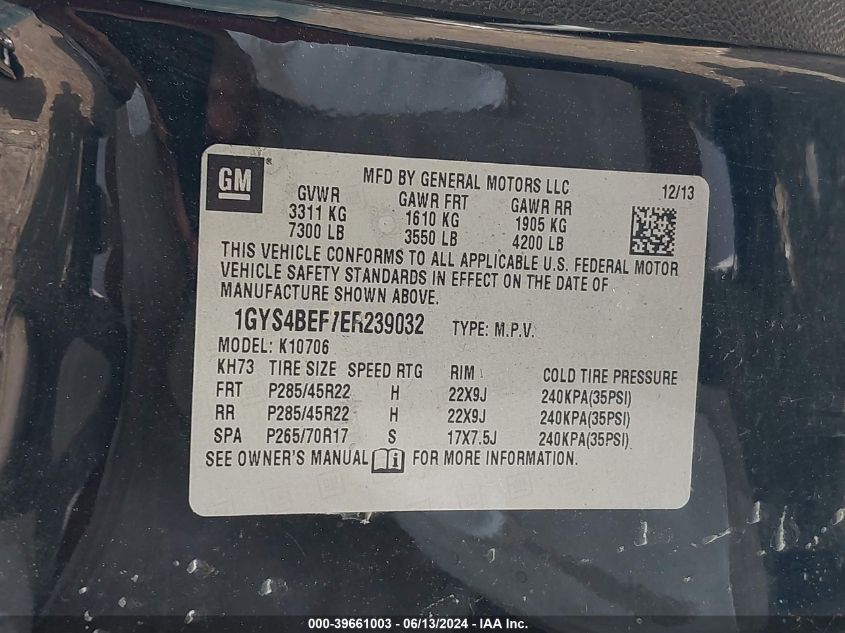 GM
MFD BY GENERAL MOTORS LLC 12/13
GVWR GAWR FRT GAWR RR
3311 KG 1610 KG 1905 KG
7300 LB 3550 LB 4200 LB
THIS VEHICLE CONFORMS TO ALL APPLICABLE U.S. FEDERAL MOTOR
VEHICLE SAFETY STANDARDS IN EFFECT ON THE DATE OF
MANUFACTURE SHOWN ABOVE.
1GYS4BEF7ER239032 TYPE: M.P.V.
MODEL: K10706
KH73 TIRE SIZE SPEED RTG RIM COLD TIRE PRESSURE
FRT P285/45R22 H 22X9J 240KPA(35PSI)
RR P285/45R22 H 22X9J 240KPA(35PSI)
SPA P265/70R17 S 17X7.5J 240KPA(35PSI)
SEE OWNER'S MANUAL FOR MORE INFORMATION.
000-39661003 - 06/13/2024 - IAA Inc.